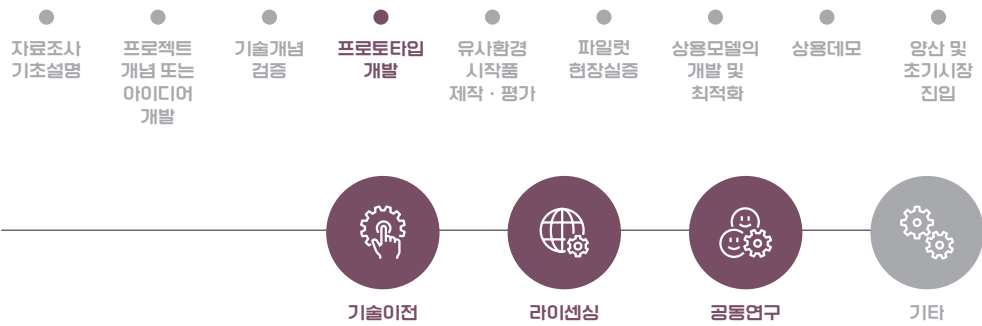 자료조사
기초설명
프로젝트
개념 또는
아이디어
개발
기술개념
검증
프로토타입
개발
유사환경
시작품
제작 · 평가
파일럿
현장실증
상용모델의
개발 및
최적화
상용데모
양산 및
초기시장
진입
기술이전
라이센싱
공동연구
기타